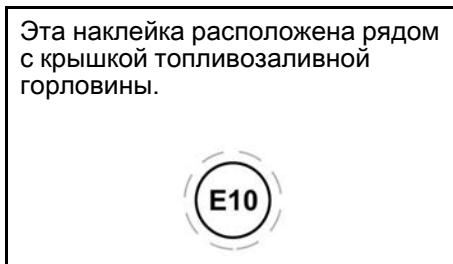 Эта наклейка расположена рядом
с крышкой топливозаливной
горловины.
E10